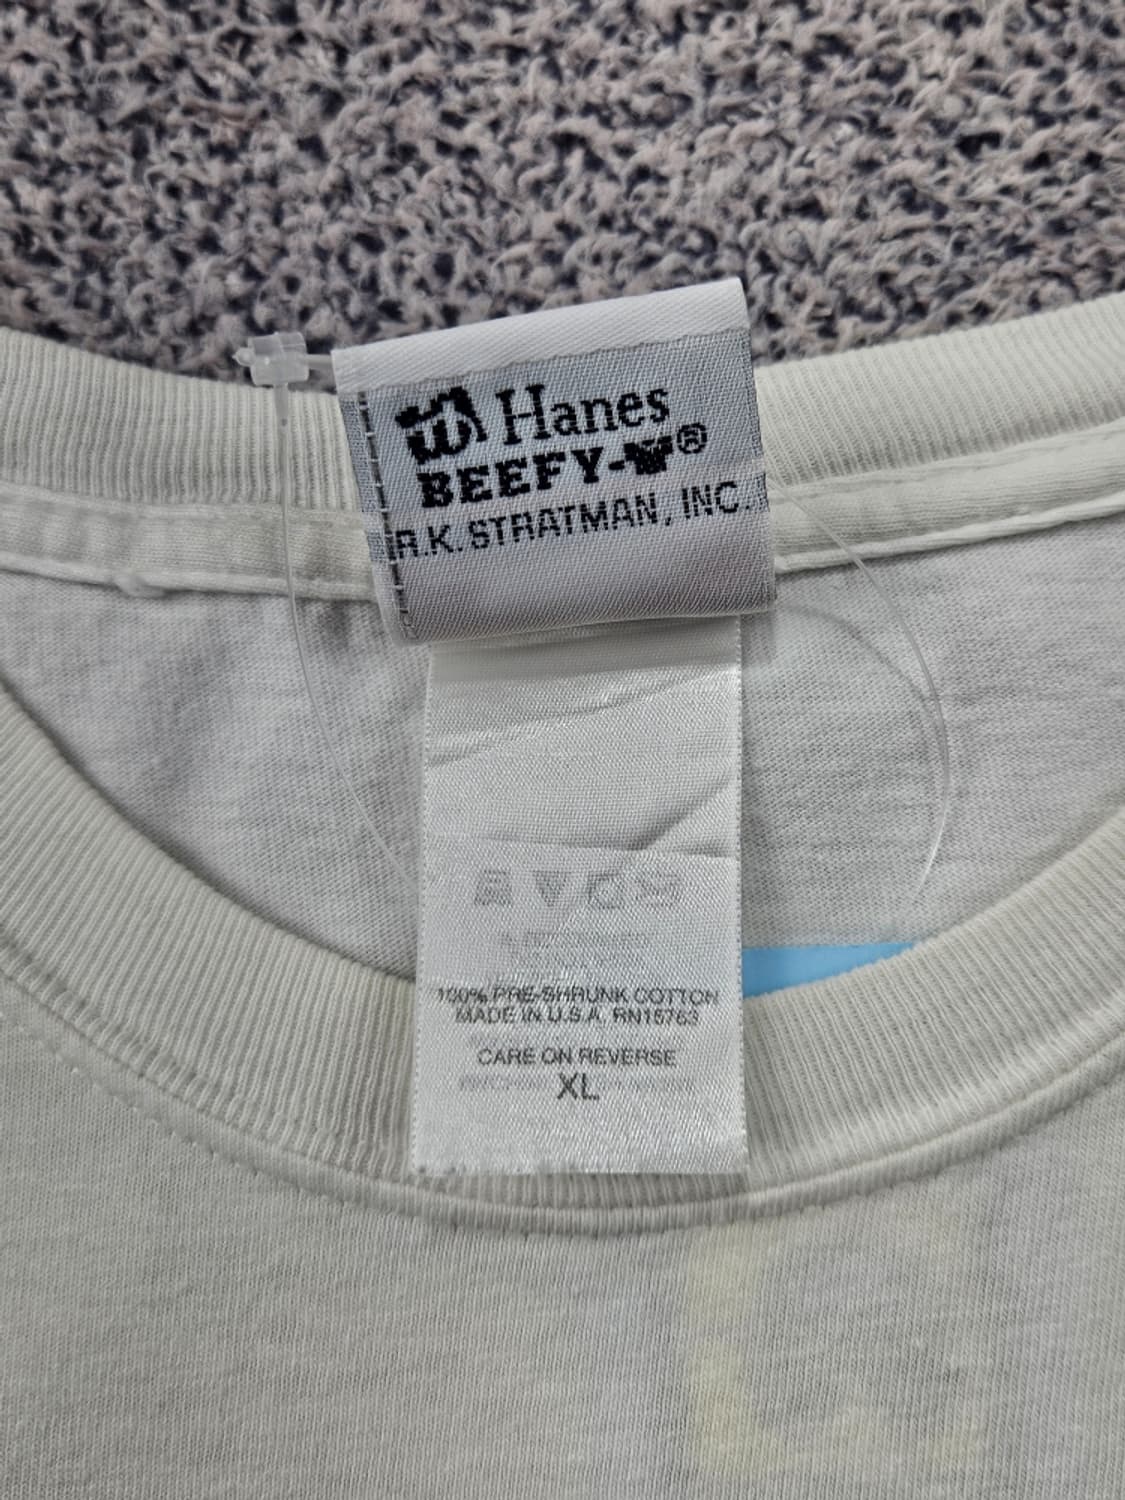 Hanes
BEEFY-®
R.K. STRATMAN, INC.
100% PRE-SHRUNK COTTON
MADE IN U.S.A. RN15763
CARE ON REVERSE
XL